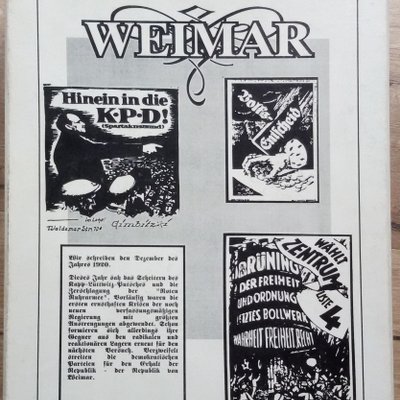 WEIMAR
Hinein in die
K·P·D!
(Spartakusbund)
Volks
Entscheid
Wir schreiben den Dezember des
Jahres 1920.
Dieses Jahr sah das Scheitern des
Kapp-Lüttwitz-Putsches und die
Zerschlagung der "Roten
Ruhrarmee". Vorläufig waren die
ersten ernsthaften Krisen der noch
neuen verfassungsmäßigen
Regierung mit größten
Anstrengungen abgewendet. Schon
formieren sich allerdings ihre
Gegner aus den radikalen und
reaktionären Lagern erneut für den
nächsten Versuch. Verzweifelt
streiten die demokratischen
Parteien für den Erhalt der
Republik - der Republik von
Weimar.
WÄHLT
ZENTRUM
LISTE 4
BRÜNING
DER FREIHEIT
UND ORDNUNG
LETZTES BOLLWERK
WAHRHEIT FREIHEIT RECHT